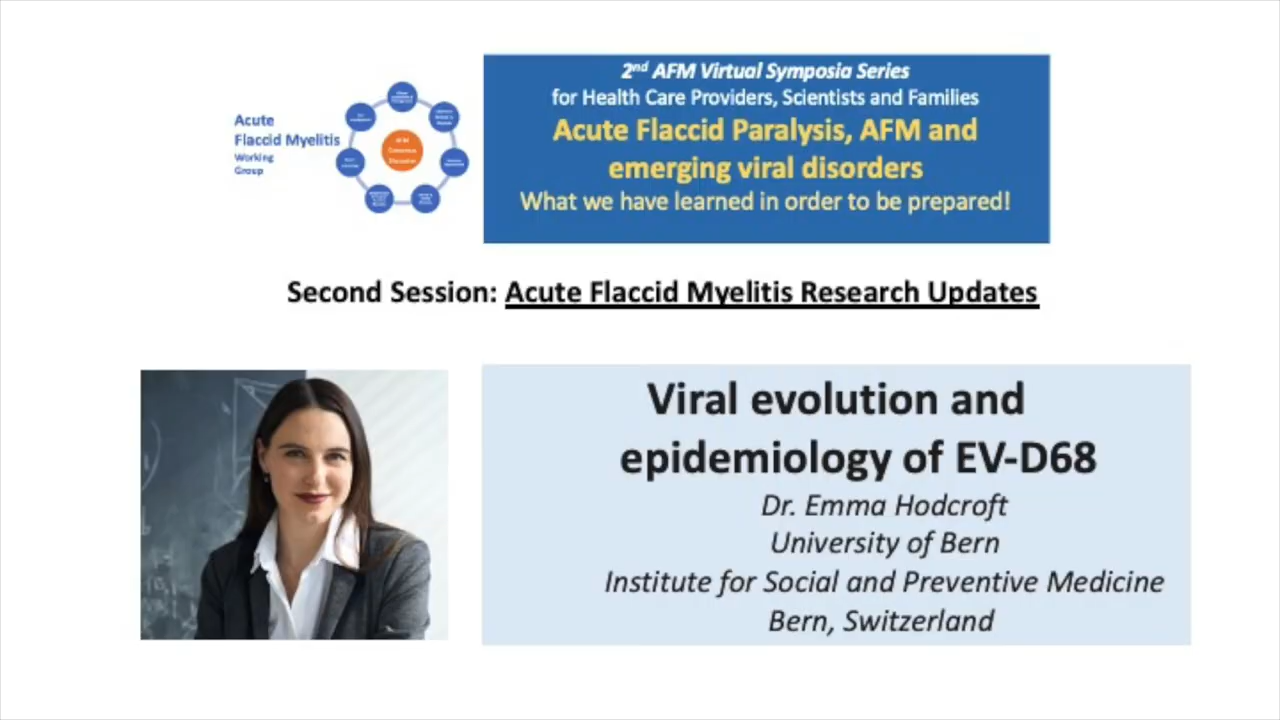 Acute
Flaccid Myelitis
Working
Group
2nd AFM Virtual Symposia Series
for Health Care Providers, Scientists and Families
Acute Flaccid Paralysis, AFM and
emerging viral disorders
What we have learned in order to be prepared!
Second Session: Acute Flaccid Myelitis Research Updates
Viral evolution and
epidemiology of EV-D68
Dr. Emma Hodcroft
University of Bern
Institute for Social and Preventive Medicine
Bern, Switzerland